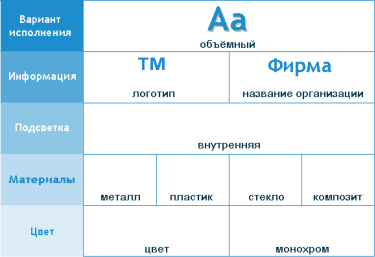 Вариант
исполнения
Aa
объёмный
Информация
ТМ
Фирма
логотип
название организации
Подсветка
внутренняя
Материалы
металл
пластик
стекло
композит
Цвет
цвет
монохром